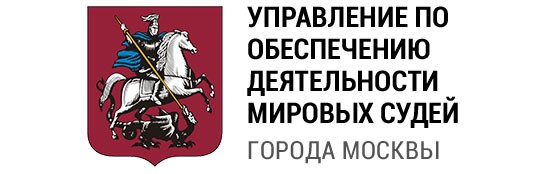 УПРАВЛЕНИЕ ПО
ОБЕСПЕЧЕНИЮ
ДЕЯТЕЛЬНОСТИ
МИРОВЫХ СУДЕЙ
ГОРОДА МОСКВЫ